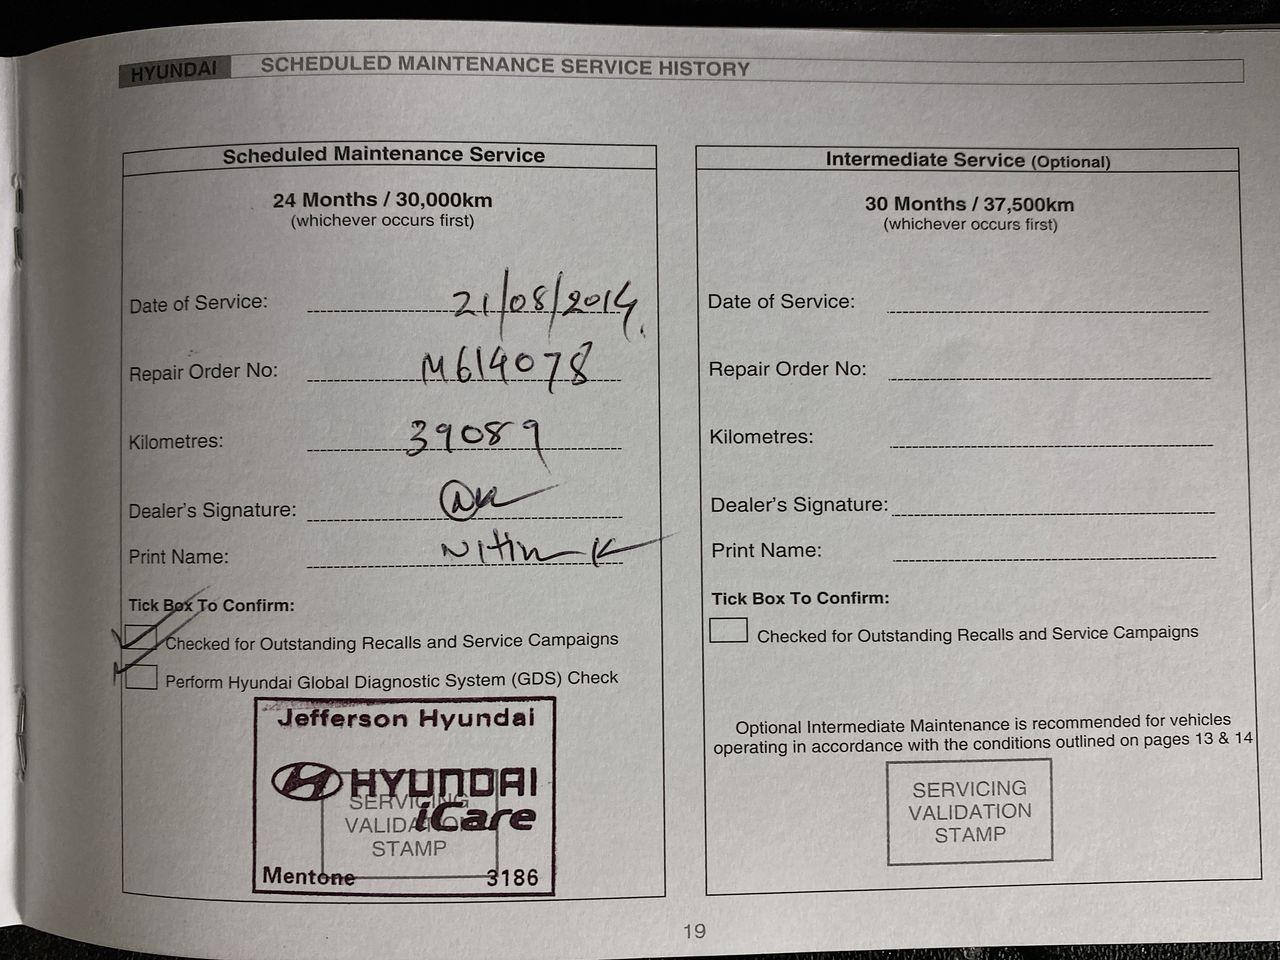 HYUNDAI SCHEDULED MAINTENANCE SERVICE HISTORY
Scheduled Maintenance Service
24 Months / 30,000km
(whichever occurs first)
Date of Service: 21/08/2014
Repair Order No: M614078
Kilometres: 39089
Dealer's Signature:
Print Name: Nitin K
Tick Box To Confirm:
Checked for Outstanding Recalls and Service Campaigns
Perform Hyundai Global Diagnostic System (GDS) Check
Jefferson Hyundai
HYUNDAI
iCare
SERVICING
VALIDATION
STAMP
Mentone 3186
Intermediate Service (Optional)
30 Months / 37,500km
(whichever occurs first)
Date of Service:
Repair Order No:
Kilometres:
Dealer's Signature:
Print Name:
Tick Box To Confirm:
Checked for Outstanding Recalls and Service Campaigns
Optional Intermediate Maintenance is recommended for vehicles
operating in accordance with the conditions outlined on pages 13 & 14
SERVICING
VALIDATION
STAMP
19